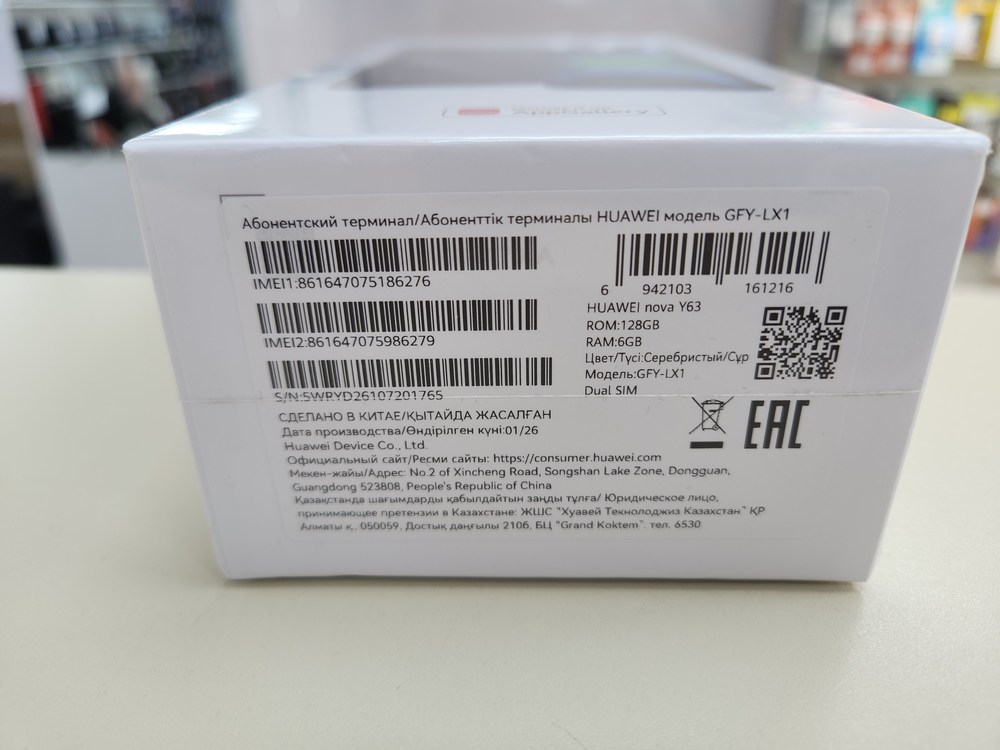 AppGallery
Абонентский терминал/Абоненттік терминалы HUAWEI модель GFY-LX1
IMEI1:861647075186276
IMEI2:861647075986279
S/N:5WRYD26107201765
6 942103 161216
HUAWEI nova Y63
ROM:128GB
RAM:6GB
Цвет/Түсі:Серебристый/Сұр
Модель:GFY-LX1
Dual SIM
EAC
СДЕЛАНО В КИТАЕ/ҚЫТАЙДА ЖАСАЛҒАН
Дата производства/Өндірілген күні:01/26
Huawei Device Co., Ltd.
Официальный сайт/Ресми сайты: https://consumer.huawei.com
Мекен-жайы/Адрес: No.2 of Xincheng Road, Songshan Lake Zone, Dongguan,
Guangdong 523808, People's Republic of China
Қазақстанда шағымдарды қабылдайтын заңды тұлға/ Юридическое лицо,
принимающее претензии в Казахстане: ЖШС "Хуавей Текнолоджиз Казахстан" ҚР
Алматы қ., 050059, Достық даңғылы 210б, БЦ "Grand Koktem", тел. 6530